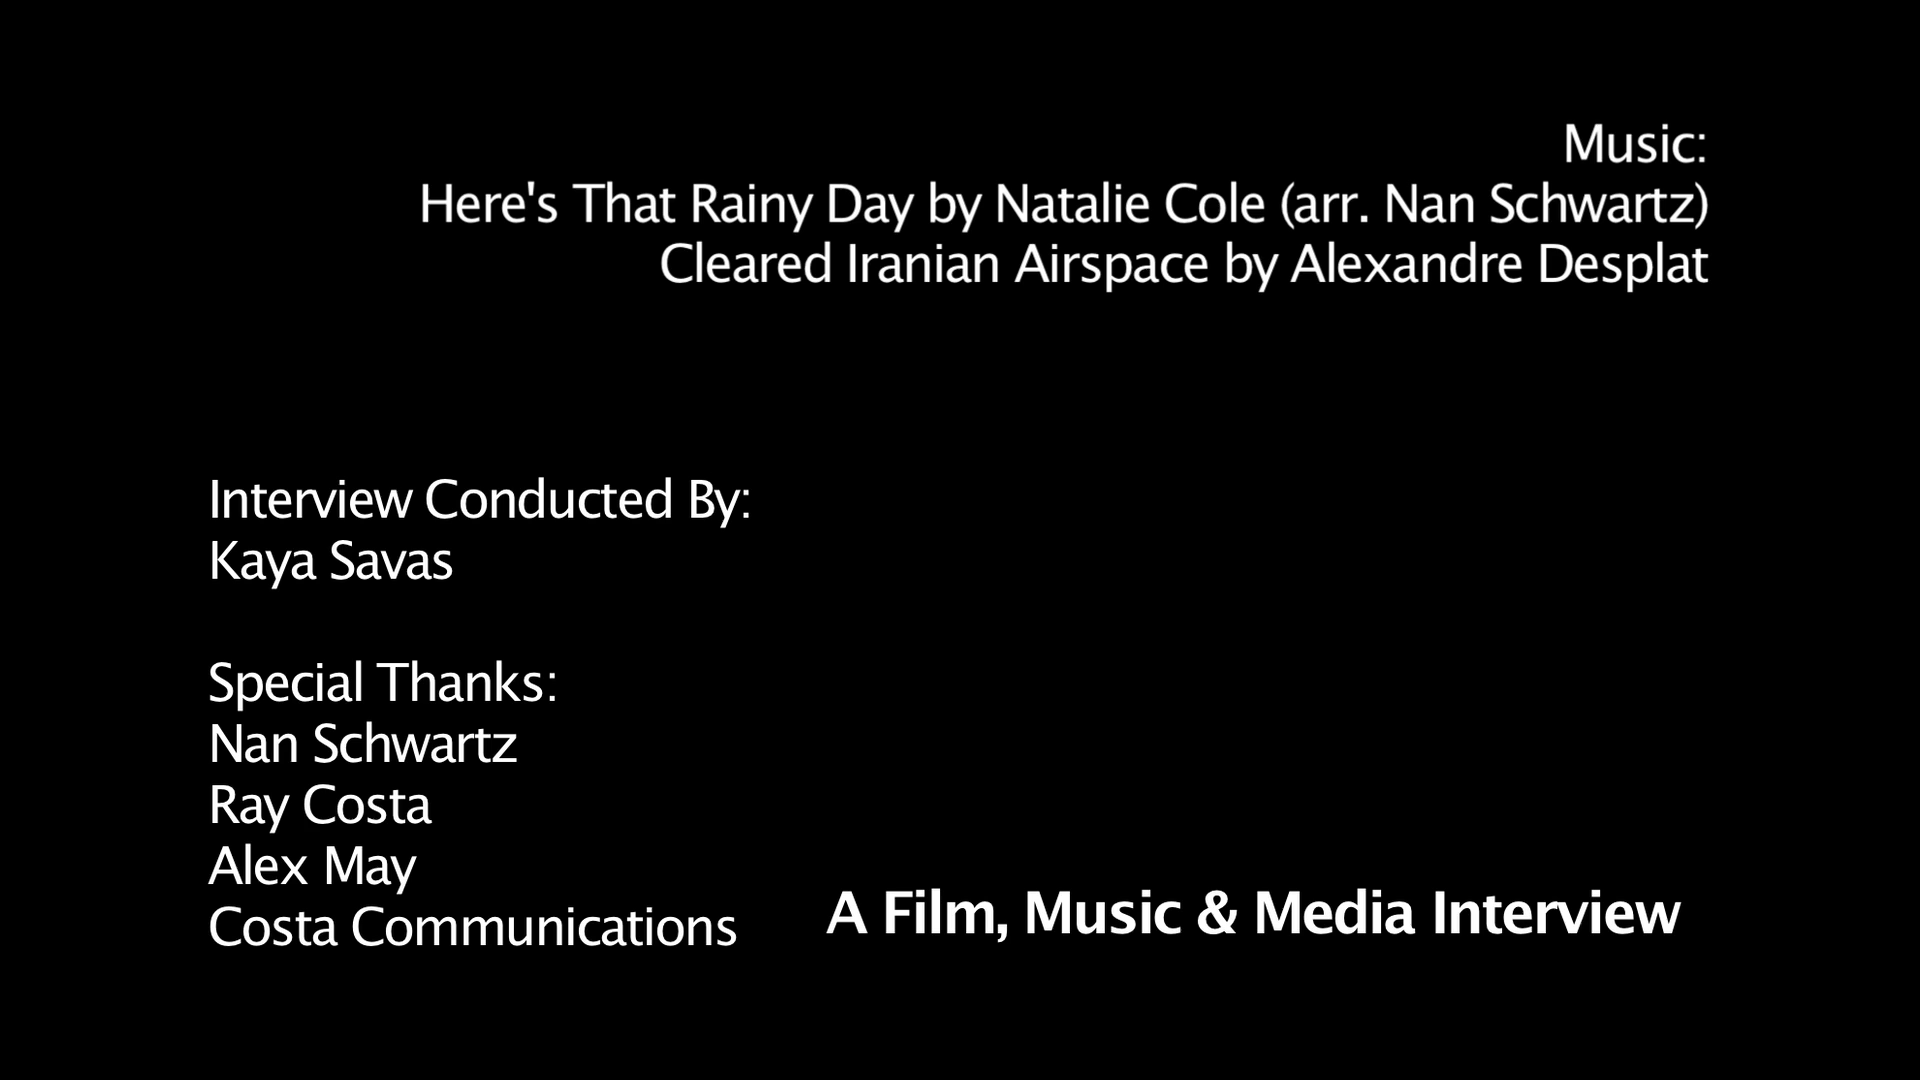 Music:
Here's That Rainy Day by Natalie Cole (arr. Nan Schwartz)
Cleared Iranian Airspace by Alexandre Desplat
Interview Conducted By:
Kaya Savas
Special Thanks:
Nan Schwartz
Ray Costa
Alex May
Costa Communications
A Film, Music & Media Interview